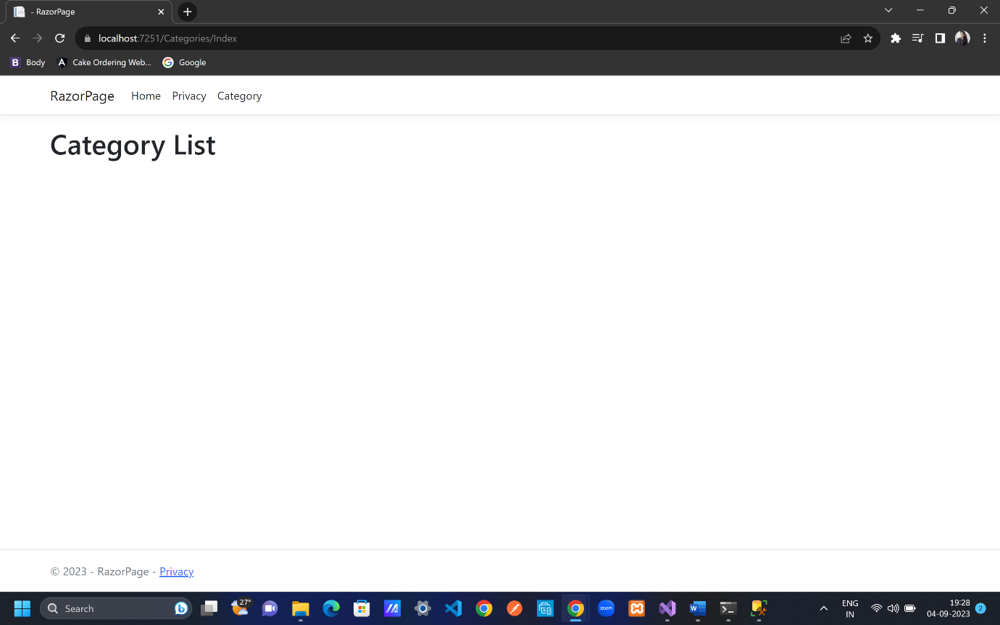 - RazorPage
localhost:7251/Categories/Index
B Body
Cake Ordering Web...
Google
RazorPage Home Privacy Category
Category List
© 2023 - RazorPage - Privacy
Search
27°
zoom
W
ENG
IN
19:28
04-09-2023
2